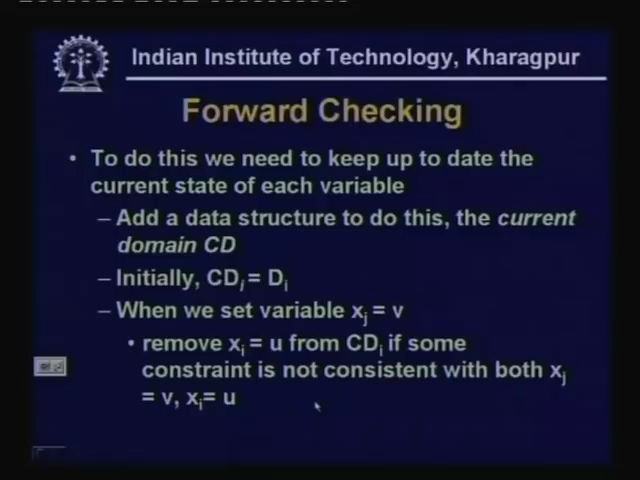 Indian Institute of Technology, Kharagpur
Forward Checking
• To do this we need to keep up to date the
current state of each variable
– Add a data structure to do this, the current
domain CD
– Initially, CDi = Di
– When we set variable xj = v
• remove xi = u from CDi if some
constraint is not consistent with both xj
= v, xi= u